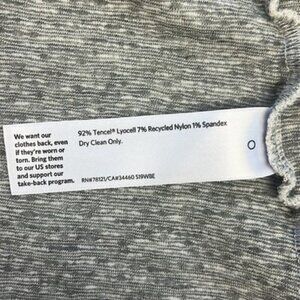 We want our
clothes back, even
if they're worn or
torn. Bring them
to our US stores
and support our
take-back program.
92% Tencel® Lyocell 7% Recycled Nylon 1% Spandex
Dry Clean Only.
RN#78121/CA#34460 S19WBE
O